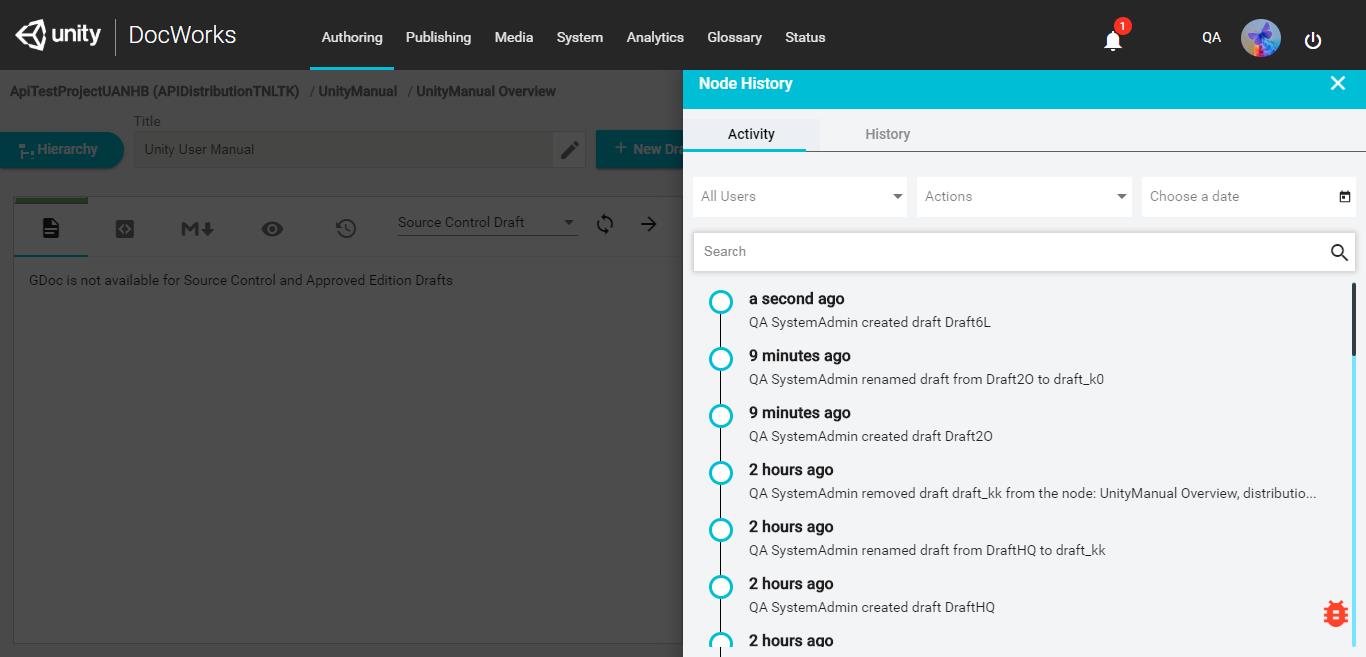 unity DocWorks
Authoring Publishing Media System Analytics Glossary Status
1
QA
ApiTestProjectUANHB (APIDistributionTNLTK) / UnityManual / UnityManual Overview
Title
Hierarchy
Unity User Manual
+ New Dra
M
Source Control Draft
GDoc is not available for Source Control and Approved Edition Drafts
Node History
Activity History
All Users Actions Choose a date
Search
a second ago
QA SystemAdmin created draft Draft6L
9 minutes ago
QA SystemAdmin renamed draft from Draft2O to draft_k0
9 minutes ago
QA SystemAdmin created draft Draft2O
2 hours ago
QA SystemAdmin removed draft draft_kk from the node: UnityManual Overview, distributio...
2 hours ago
QA SystemAdmin renamed draft from DraftHQ to draft_kk
2 hours ago
QA SystemAdmin created draft DraftHQ
2 hours ago